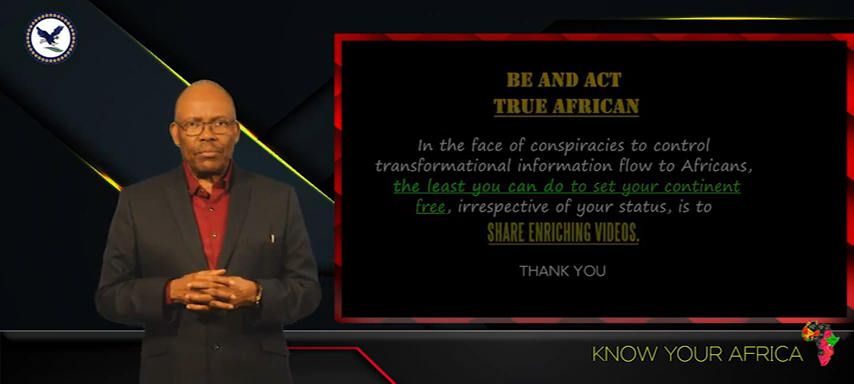 BE AND ACT
TRUE AFRICAN
In the face of conspiracies to control
transformational information flow to Africans,
the least you can do to set your continent
free, irrespective of your status, is to
SHARE ENRICHING VIDEOS.
THANK YOU
KNOW YOUR AFRICA